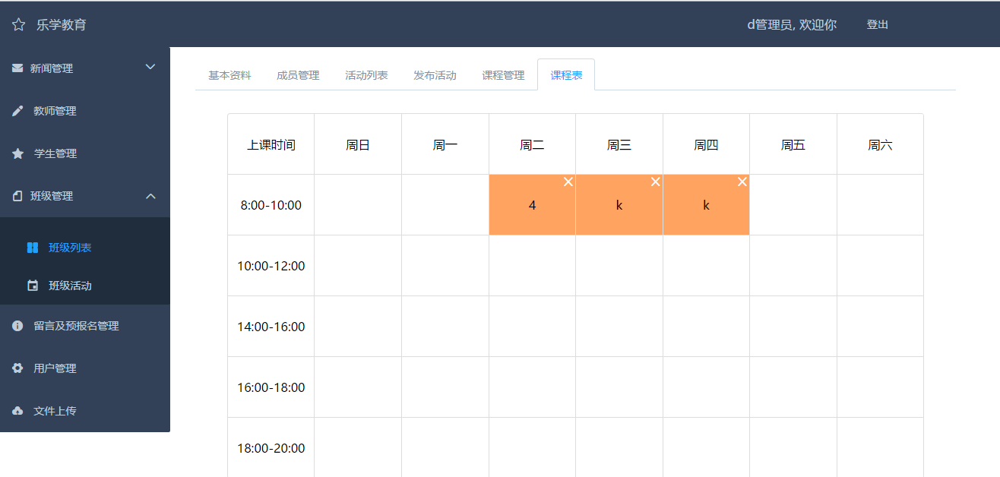 乐学教育
d管理员, 欢迎你
登出
新闻管理
教师管理
学生管理
班级管理
班级列表
班级活动
留言及预报名管理
用户管理
文件上传
基本资料 成员管理 活动列表 发布活动 课程管理 课程表
上课时间 周日 周一 周二 周三 周四 周五 周六
8:00-10:00 4 k k
10:00-12:00
14:00-16:00
16:00-18:00
18:00-20:00